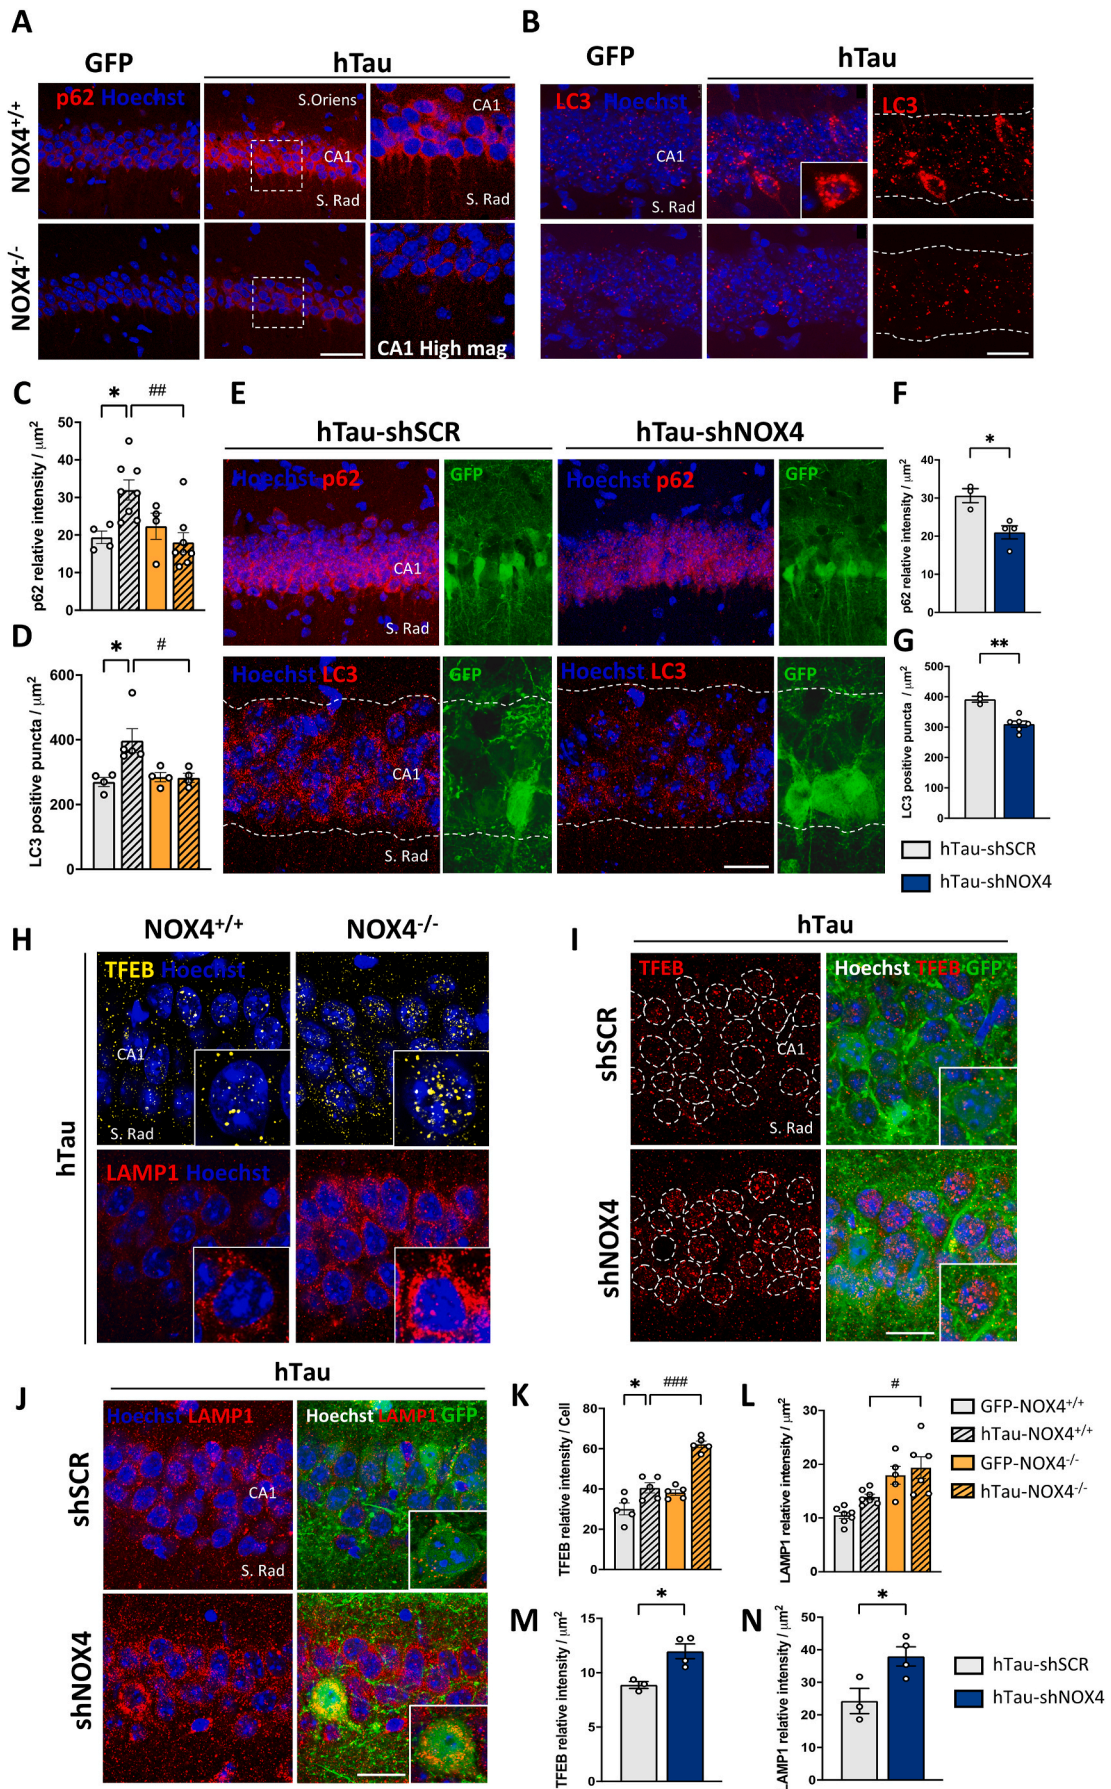 A
B
GFP
hTau
GFP
hTau
NOX4+/+
p62 Hoechst
S.Oriens
CA1
S. Rad
CA1
S. Rad
LC3 Hoechst
CA1
S. Rad
LC3
NOX4-/-
CA1 High mag
C
* ##
p62 relative intensity / μm2
50
40
30
20
10
0
D
* #
LC3 positive puncta / μm2
600
400
200
0
E
hTau-shSCR
hTau-shNOX4
Hoechst p62
GFP
Hoechst p62
GFP
CA1
S. Rad
Hoechst LC3
GFP
Hoechst LC3
GFP
CA1
S. Rad
F
*
p62 relative intensity / μm2
40
30
20
10
0
G
**
LC3 positive puncta / μm2
500
400
300
200
100
0
hTau-shSCR
hTau-shNOX4
H
NOX4+/+
NOX4-/-
hTau
TFEB Hoechst
CA1
S. Rad
LAMP1 Hoechst
I
hTau
shSCR
TFEB
CA1
S. Rad
Hoechst TFEB GFP
shNOX4
J
hTau
shSCR
Hoechst LAMP1
CA1
S. Rad
Hoechst LAMP1 GFP
shNOX4
K
* ###
TFEB relative intensity / Cell
80
60
40
20
0
L
#
LAMP1 relative intensity / μm2
30
20
10
0
GFP-NOX4+/+
hTau-NOX4+/+
GFP-NOX4-/-
hTau-NOX4-/-
M
*
TFEB relative intensity / μm2
15
10
5
0
N
*
LAMP1 relative intensity / μm2
50
40
30
20
10
0
hTau-shSCR
hTau-shNOX4